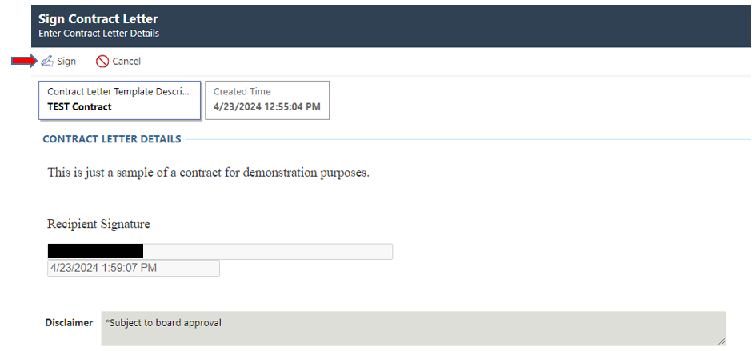 Sign Contract Letter
Enter Contract Letter Details
Sign Cancel
Contract Letter Template Descri... Created Time
TEST Contract 4/23/2024 12:55:04 PM
CONTRACT LETTER DETAILS
This is just a sample of a contract for demonstration purposes.
Recipient Signature
4/23/2024 1:59:07 PM
Disclaimer *Subject to board approval